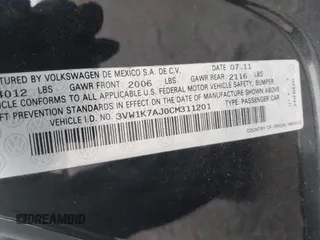 TURED BY VOLKSWAGEN DE MEXICO S.A. DE C.V. DATE 07.11
4012 LBS GAWR FRONT: 2006 LBS GAWR REAR: 2116 LBS
VEHICLE CONFORMS TO ALL APPLICABLE FEDERAL MOTOR VEHICLE SAFETY, BUMPER,
FT PREVENTION STANDARDS IN EFFECT ON THE DATE OF MANUFACTURE SHOWN ABOVE.
VEHICLE I.D. NO.: 3VW1K7AJ0CM311201 TYPE: PASSENGER CAR
DREAMBID